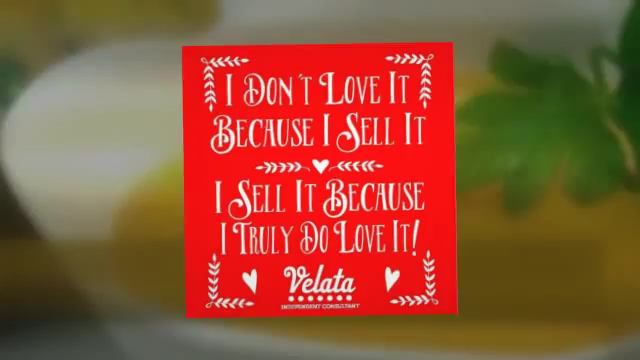 I Don't Love It
Because I Sell It
I Sell It Because
I Truly Do Love It!
Velata
INDEPENDENT CONSULTANT